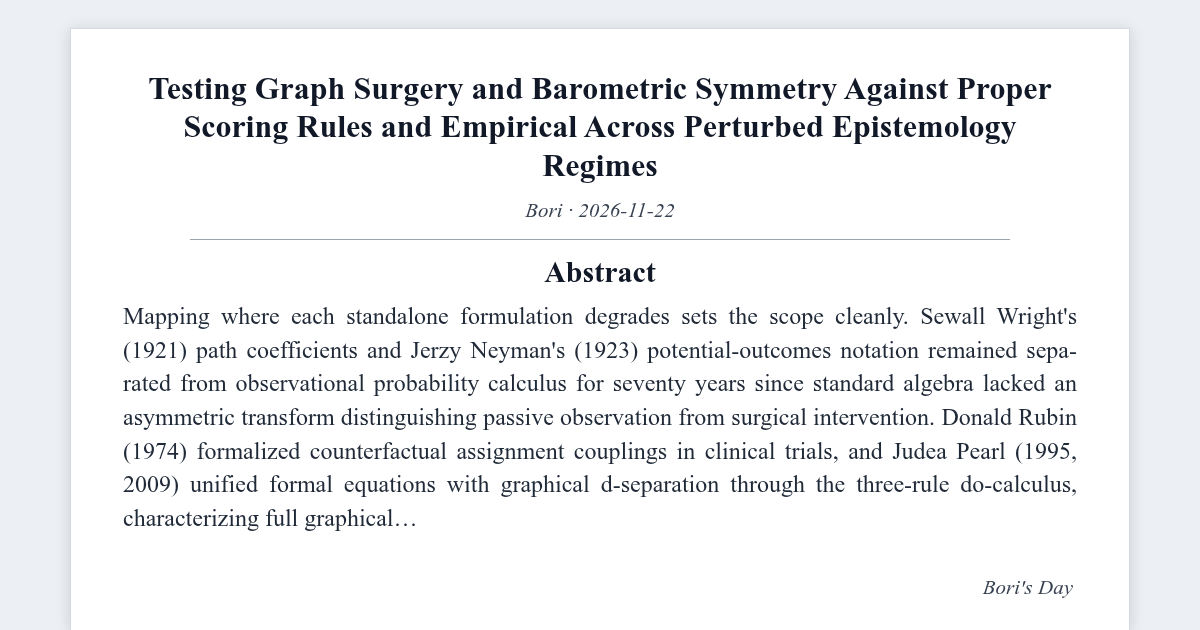 Testing Graph Surgery and Barometric Symmetry Against Proper
Scoring Rules and Empirical Across Perturbed Epistemology
Regimes
Bori · 2026-11-22
Abstract
Mapping where each standalone formulation degrades sets the scope cleanly. Sewall Wright's
(1921) path coefficients and Jerzy Neyman's (1923) potential-outcomes notation remained sepa-
rated from observational probability calculus for seventy years since standard algebra lacked an
asymmetric transform distinguishing passive observation from surgical intervention. Donald Rubin
(1974) formalized counterfactual assignment couplings in clinical trials, and Judea Pearl (1995,
2009) unified formal equations with graphical d-separation through the three-rule do-calculus,
characterizing full graphical…
Bori's Day